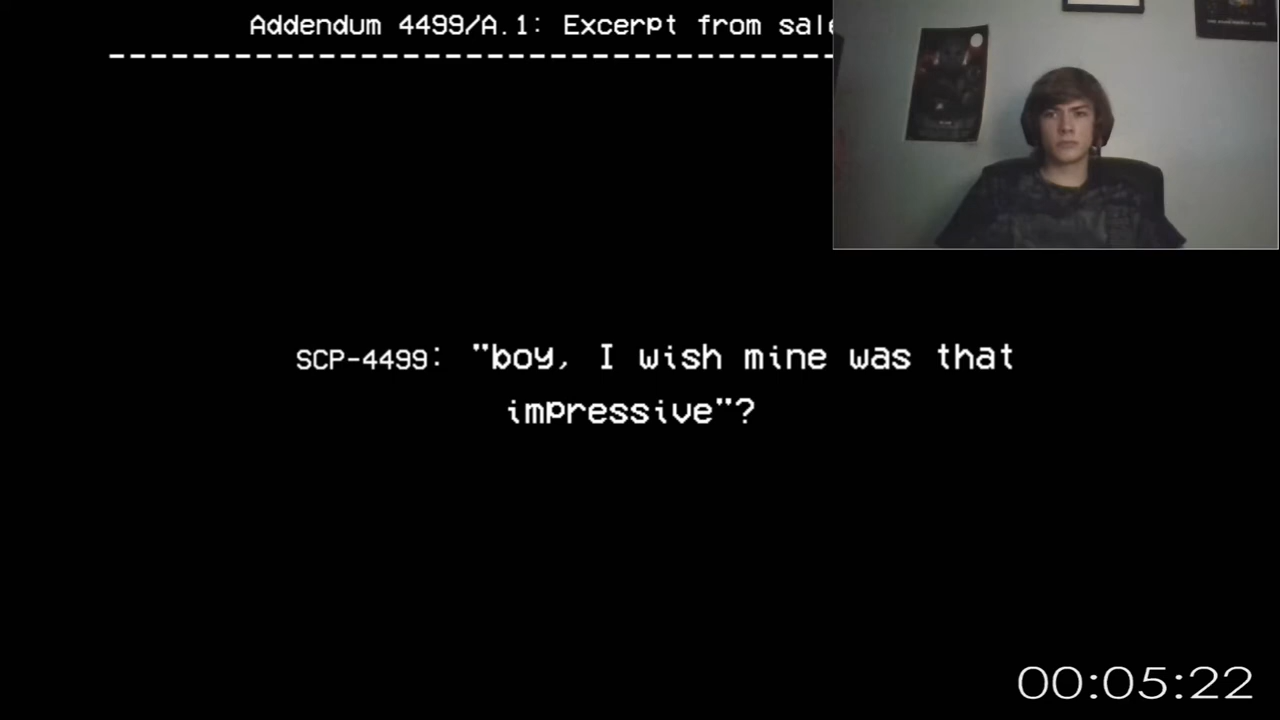 Addendum 4499/A.1: Excerpt from sale
SCP-4499: "boy, I wish mine was that
impressive"?
00:05:22